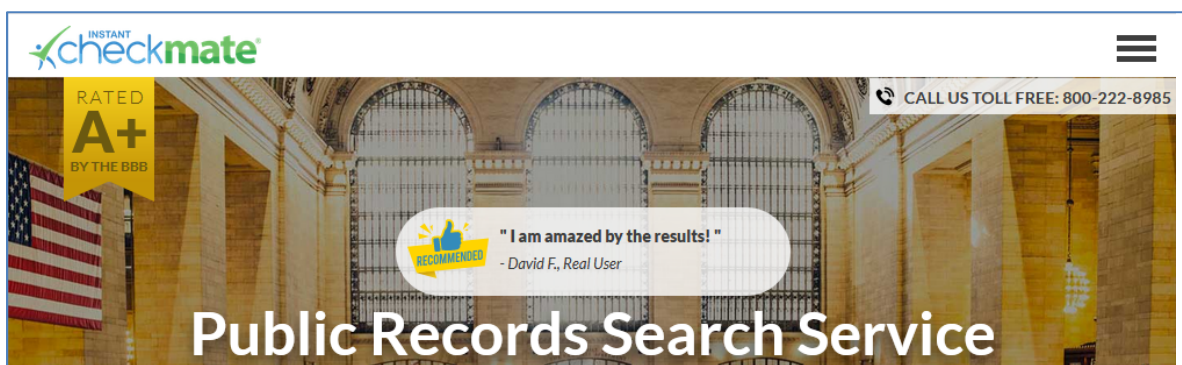 INSTANT
checkmate
RATED
A+
BY THE BBB
CALL US TOLL FREE: 800-222-8985
RECOMMENDED
" I am amazed by the results! "
- David F., Real User
Public Records Search Service